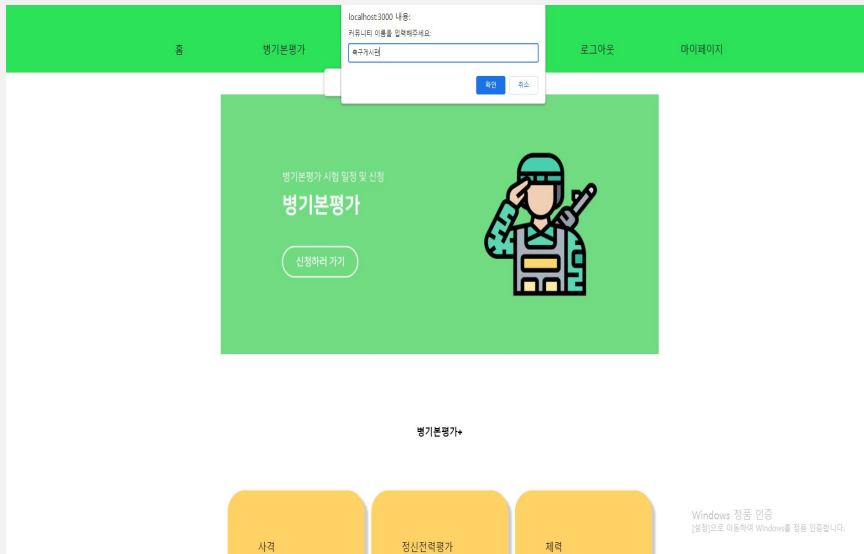 localhost:3000 내용:
커뮤니티 이름을 입력해주세요:
축구게시판
확인 취소
홈 병기본평가 로그아웃 마이페이지
병기본평가 시험 일정 및 신청
병기본평가
신청하러 가기
병기본평가+
사격 정신전력평가 체력
Windows 정품 인증
[설정]으로 이동하여 Windows를 정품 인증합니다.